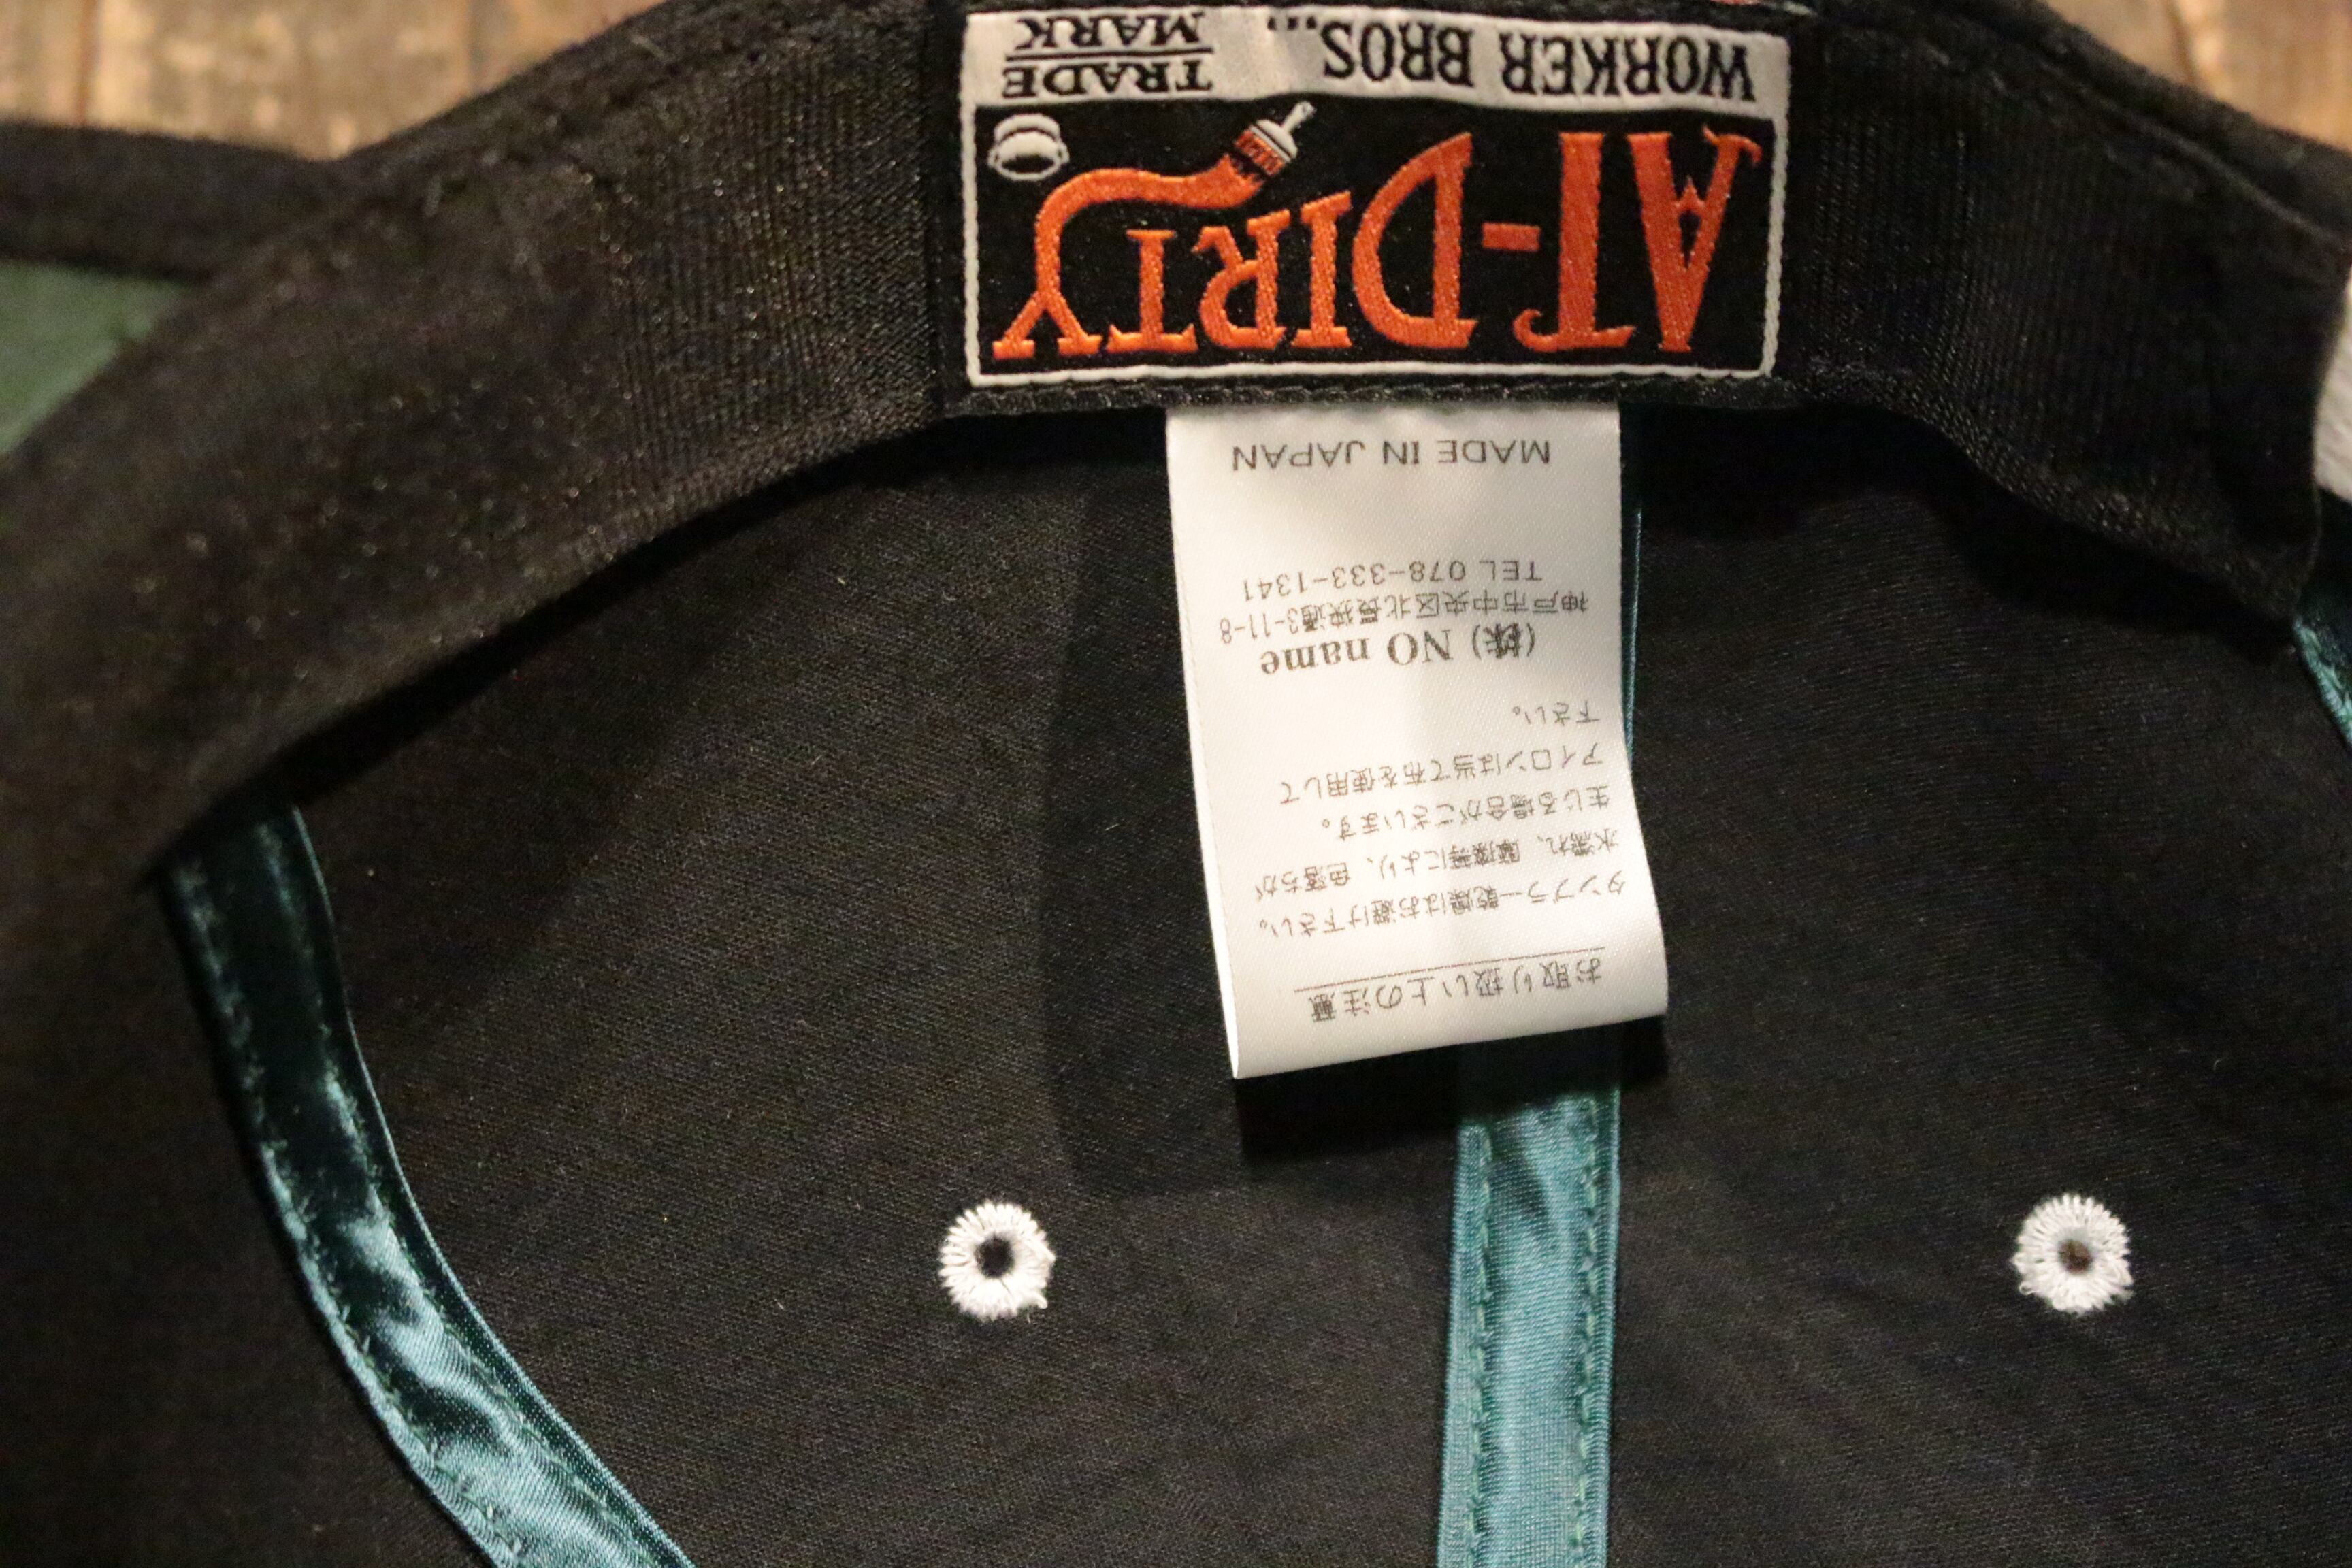 AT-DIRTY
WORKER BROS...
TRADE
MARK
お取り扱い上の注意
タンブラー乾燥はお避け下さい。
水濡れ、摩擦等により、色落ちが
生じる場合がございます。
アイロンは当て布を使用して
下さい。
(株) NO name
神戸市中央区北長狭通3-11-8
TEL 078-333-1341
MADE IN JAPAN